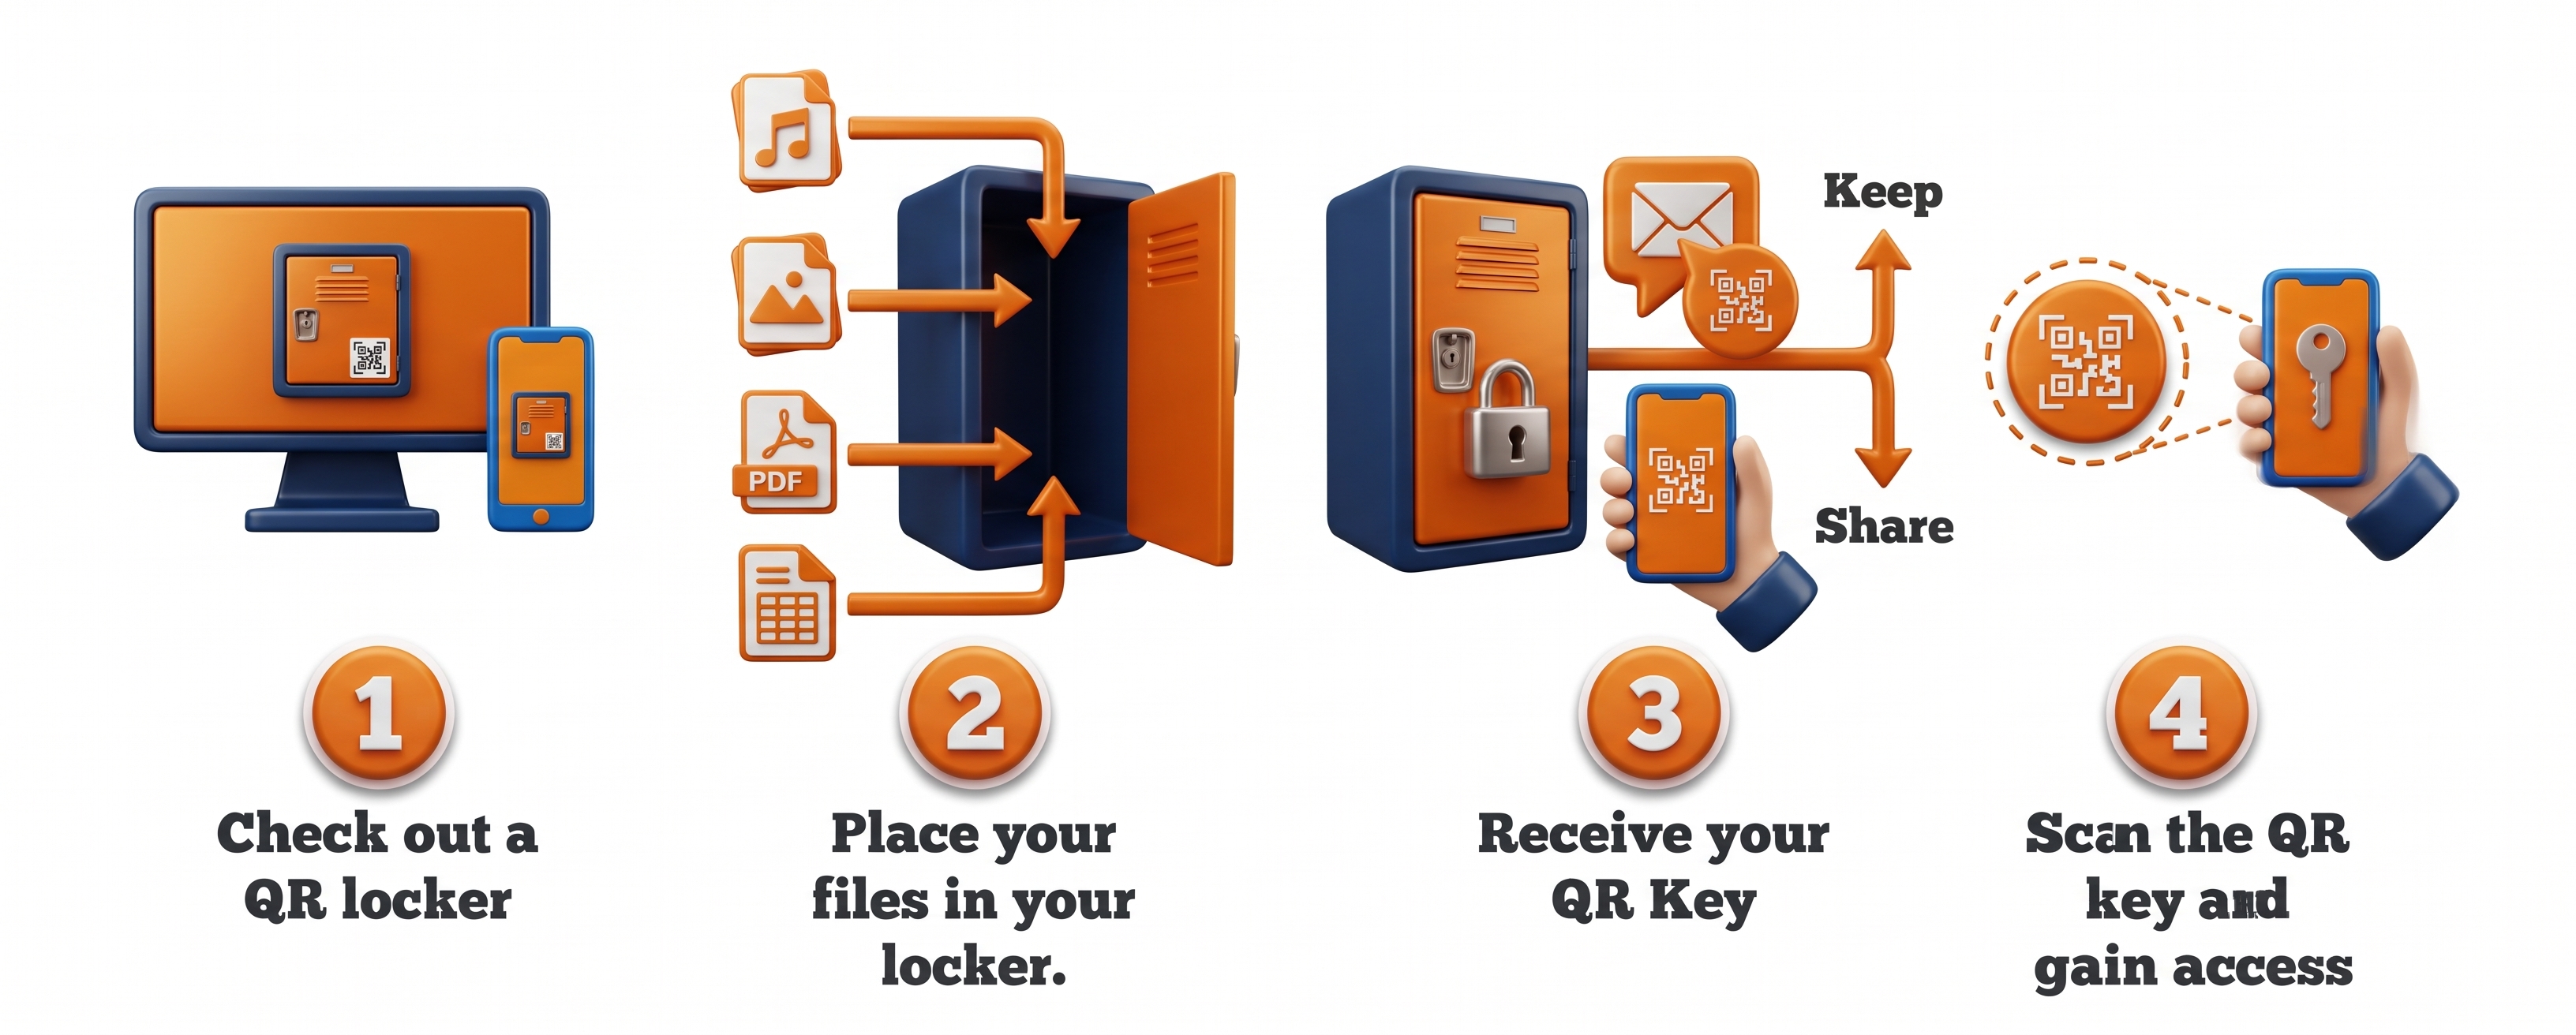 PDF
Keep
Share
1
Check out a
QR locker
2
Place your
files in your
locker.
3
Receive your
QR Key
4
Scan the QR
key and
gain access